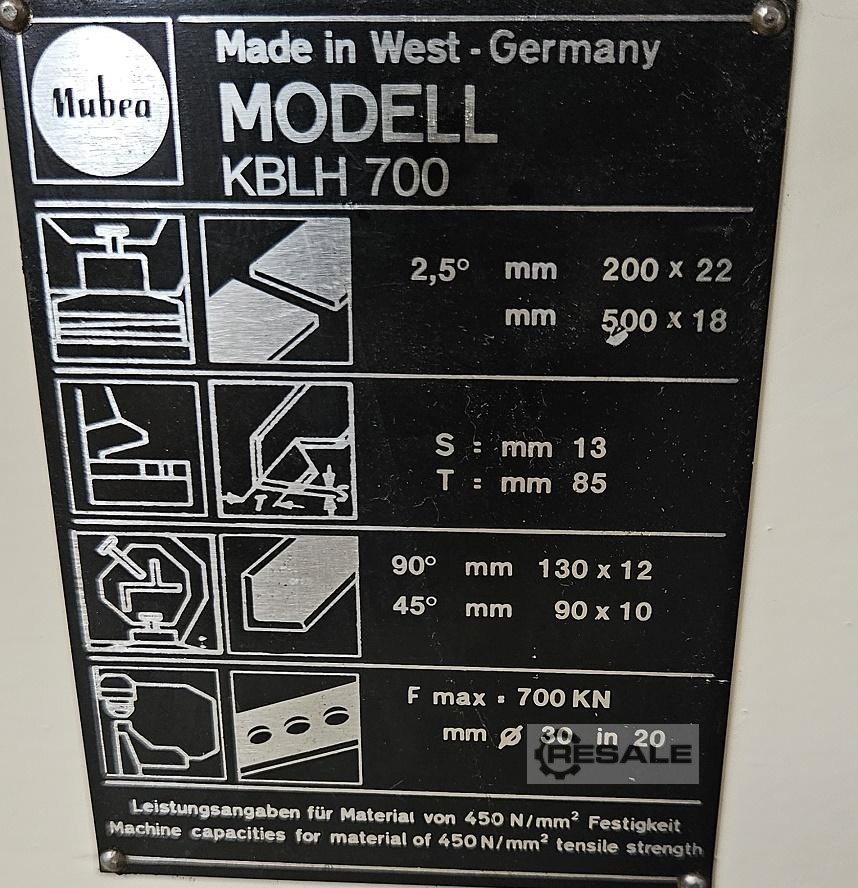 Mubea
Made in West - Germany
MODELL
KBLH 700
2,5° mm 200 x 22
mm 500 x 18
S = mm 13
T = mm 85
T S
90° mm 130 x 12
45° mm 90 x 10
F max = 700 KN
mm ⌀ 30 in 20
RESALE
Leistungsangaben für Material von 450 N/mm² Festigkeit
Machine capacities for material of 450 N/mm² tensile strength